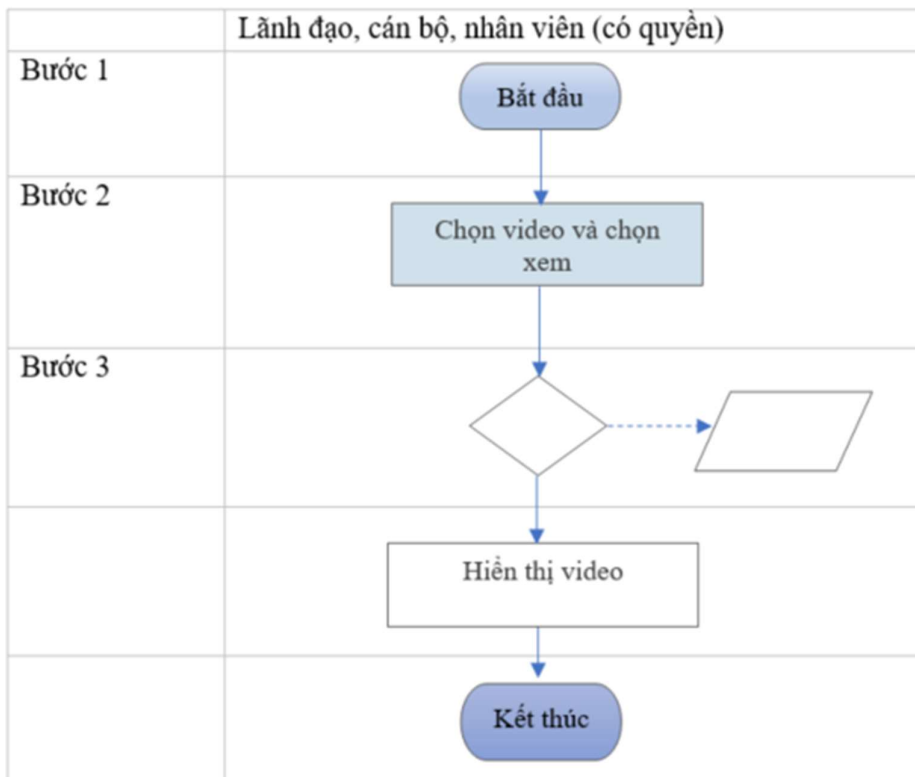 Lãnh đạo, cán bộ, nhân viên (có quyền)
Bước 1
Bắt đầu
Bước 2
Chọn video và chọn
xem
Bước 3
Hiển thị video
Kết thúc